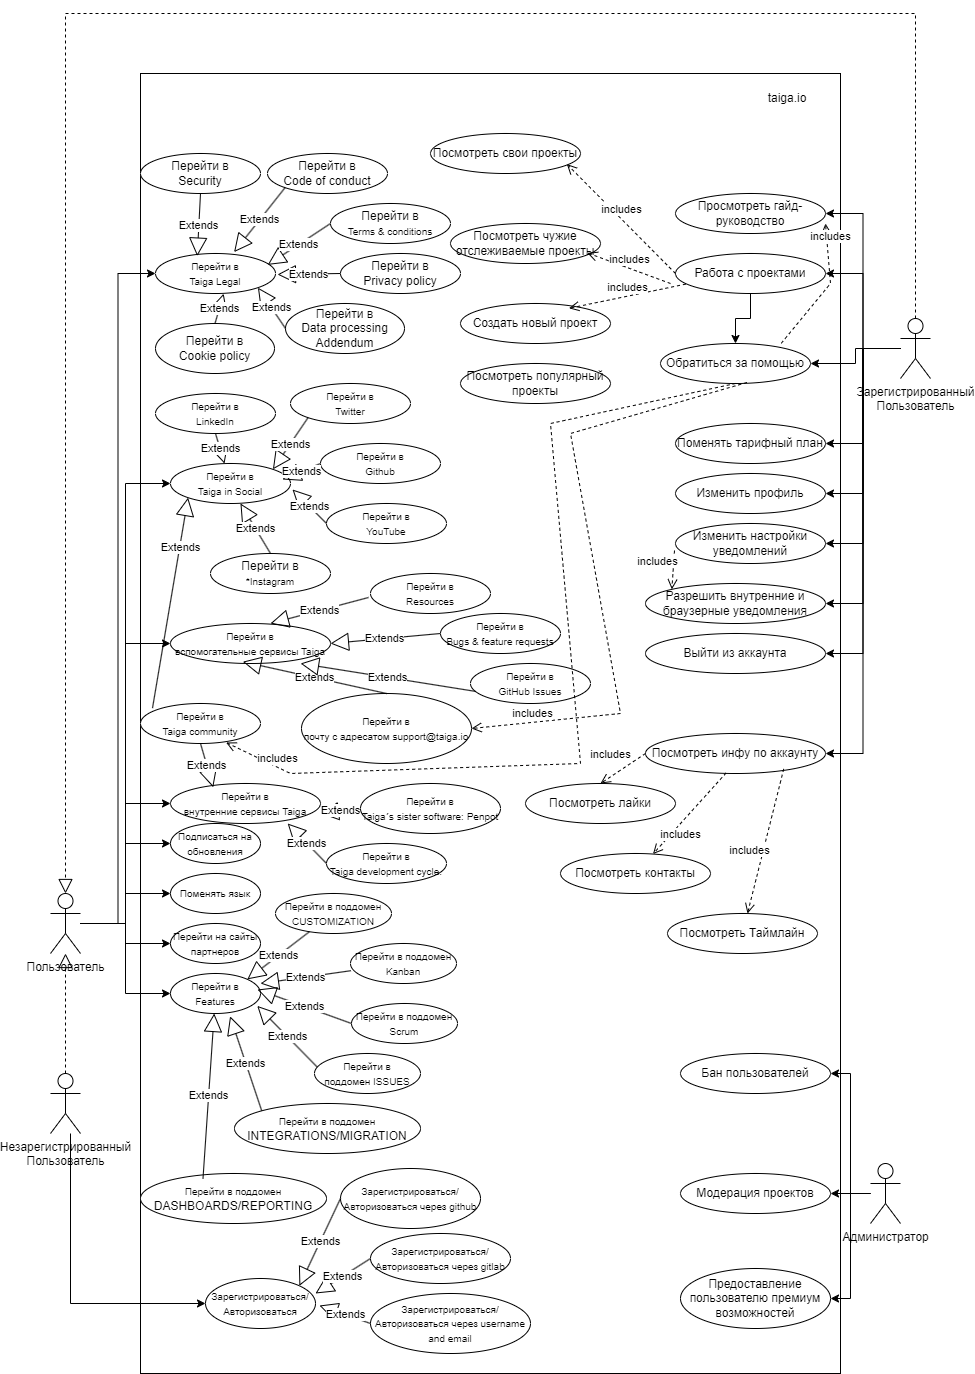 taiga.io
Посмотреть свои проекты
Перейти в
Security
Перейти в
Code of conduct
includes
Просмотреть гайд-
руководство
Extends
Extends
Перейти в
Terms & conditions
Extends
Посмотреть чужие
отслеживаемые проекты
includes
includes
Перейти в
Taiga Legal
Extends
Перейти в
Privacy policy
Работа с проектами
includes
Extends
Extends
Перейти в
Data processing
Addendum
Создать новый проект
Перейти в
Cookie policy
Обратиться за помощью
Посмотреть популярный
проекты
Зарегистрированный
Пользователь
Перейти в
LinkedIn
Перейти в
Twitter
Extends
Extends
Поменять тарифный план
Перейти в
Github
Extends
Перейти в
Taiga in Social
Extends
Изменить профиль
Перейти в
YouTube
Extends
Extends
Изменить настройки
уведомлений
includes
Перейти в
*Instagram
Перейти в
Resources
Разрешить внутренние и
браузерные уведомления
Extends
Перейти в
Bugs & feature requests
Extends
Перейти в
вспомогательные сервисы Taiga
Выйти из аккаунта
Extends
Extends
Перейти в
GitHub Issues
includes
Перейти в
Taiga community
Перейти в
почту с адресатом support@taiga.io
includes
includes
Посмотреть инфу по аккаунту
Extends
Перейти в
внутренние сервисы Taiga
Extends
Перейти в
Taiga's sister software: Penpot
Посмотреть лайки
includes
Подписаться на
обновления
Extends
Перейти в
Taiga development cycle
includes
Посмотреть контакты
Поменять язык
Перейти в поддомен
CUSTOMIZATION
Посмотреть Таймлайн
Перейти на сайты
партнеров
Extends
Пользователь
Перейти в поддомен
Kanban
Extends
Перейти в
Features
Extends
Перейти в поддомен
Scrum
Extends
Extends
Перейти в
поддомен ISSUES
Бан пользователей
Extends
Перейти в поддомен
INTEGRATIONS/MIGRATION
Незарегистрированный
Пользователь
Перейти в поддомен
DASHBOARDS/REPORTING
Зарегистрироваться/
Авторизоваться через github
Модерация проектов
Администратор
Extends
Зарегистрироваться/
Авторизоваться через gitlab
Extends
Зарегистрироваться/
Авторизоваться
Extends
Зарегистрироваться/
Авторизоваться через username
and email
Предоставление
пользователю премиум
возможностей